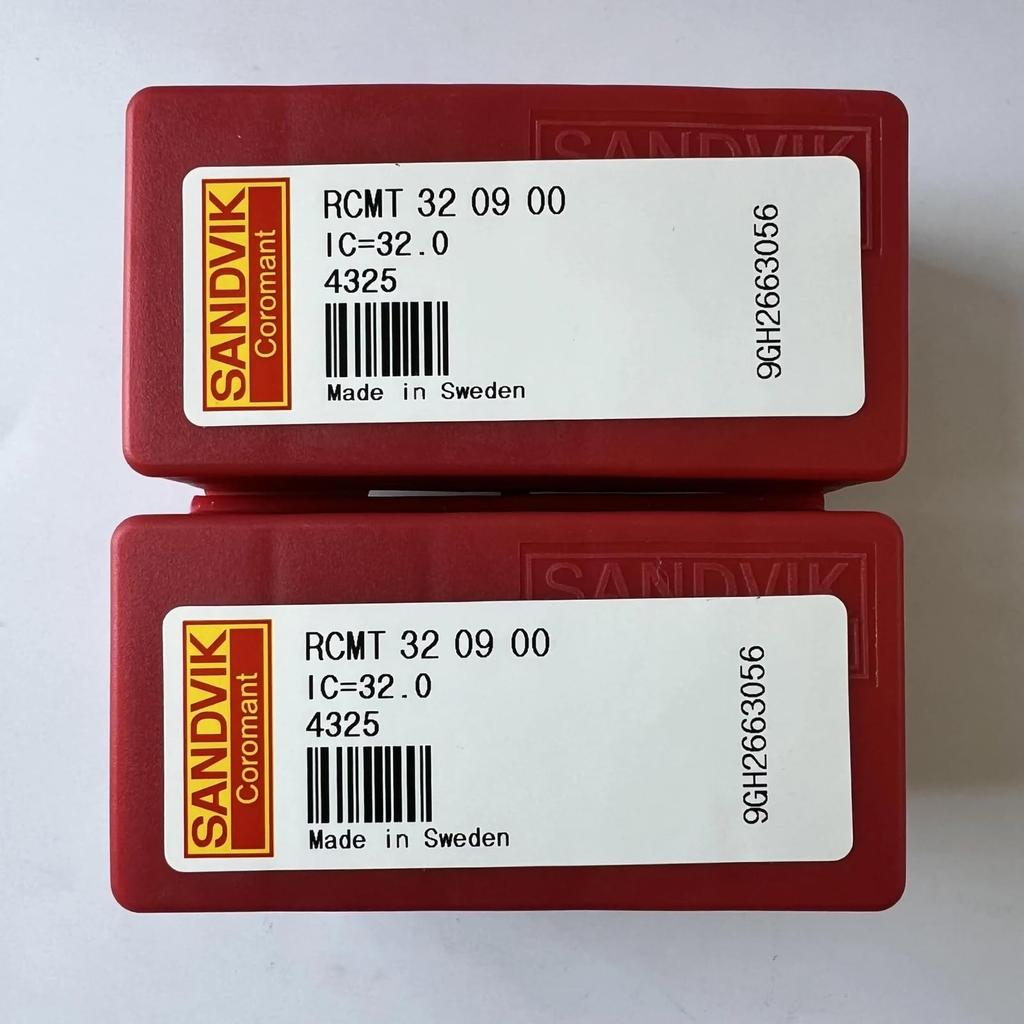 SANDVIK
SANDVIK
Coromant
RCMT 32 09 00
IC=32.0
4325
Made in Sweden
9GH2663056
SANDVIK
SANDVIK
Coromant
RCMT 32 09 00
IC=32.0
4325
Made in Sweden
9GH2663056